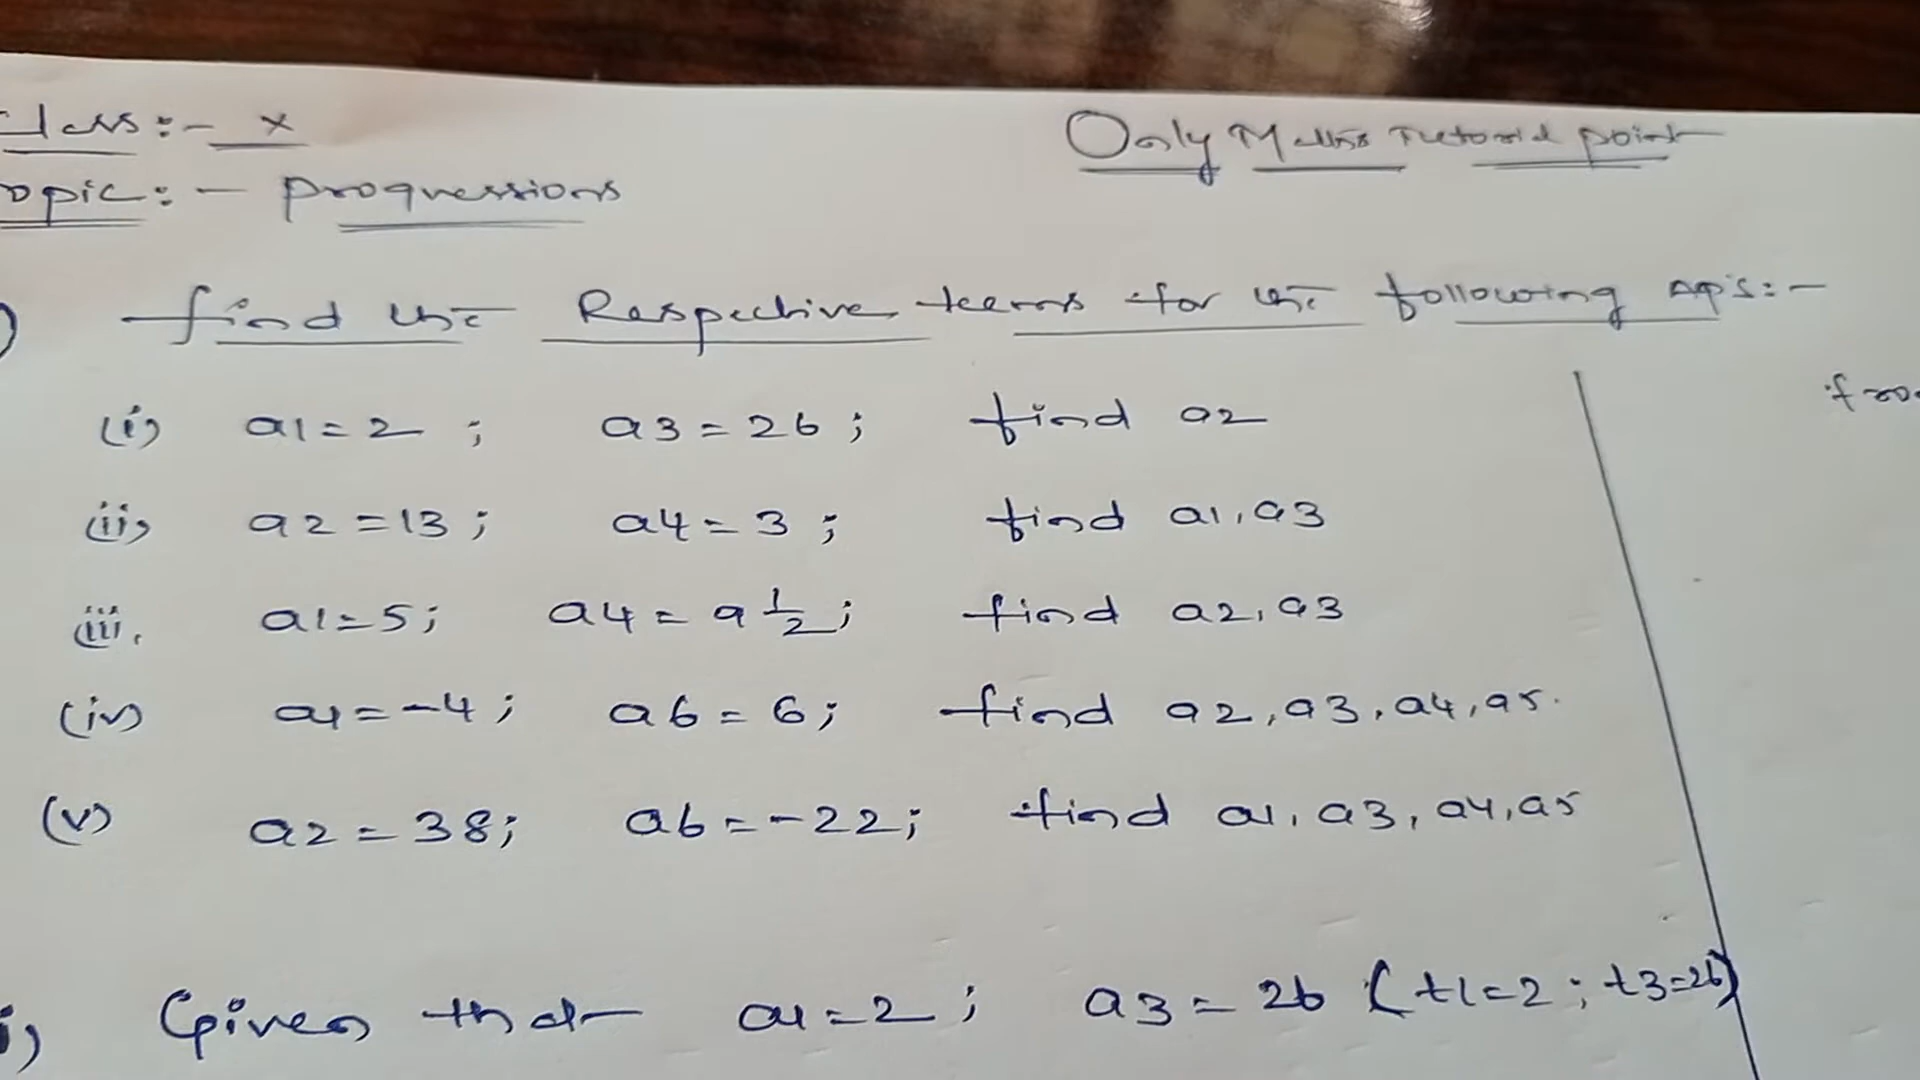 Class:- X
Only Maths Tutorial point
Topic:- Progressions
find the Respective terms for the following AP's:-
(i) a1=2 ; a3=26 ; find a2
(ii) a2=13 ; a4=3 ; find a1, a3
(iii. a1=5; a4=9 1/2; find a2, a3
(iv) a1=-4; a6=6; find a2, a3, a4, a5.
(v) a2=38; a6=-22; find a1, a3, a4, a5
i) Given that a1=2 ; a3=26 (t1=2 ; t3=26)